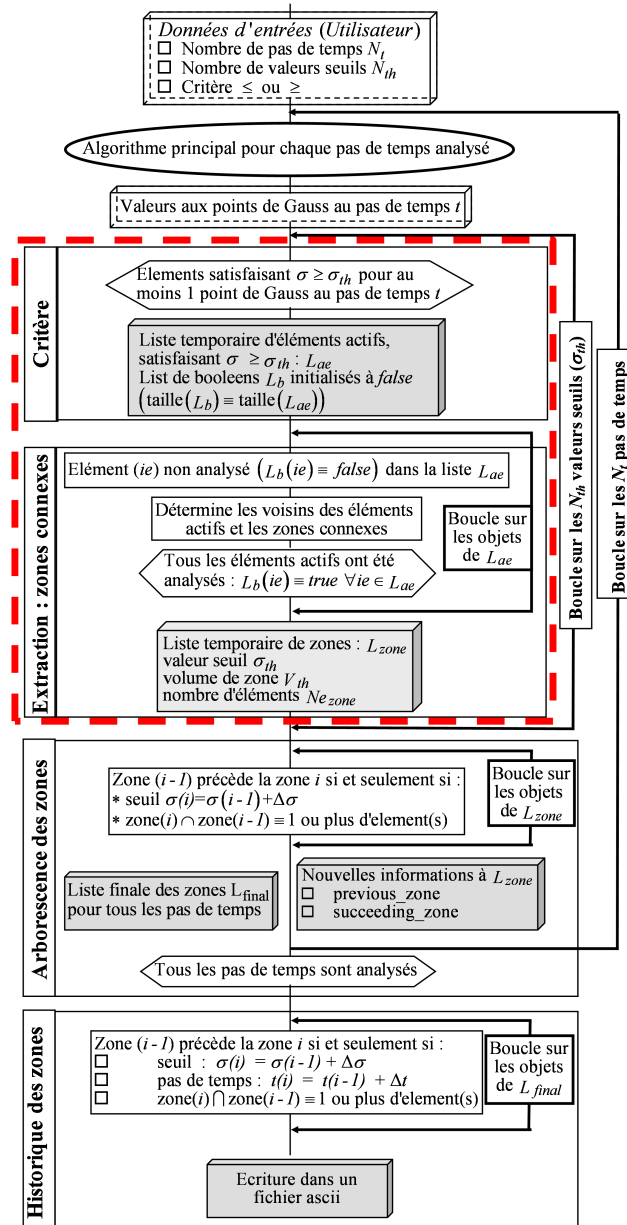 Données d'entrées (Utilisateur)
☐ Nombre de pas de temps N_t
☐ Nombre de valeurs seuils N_th
☐ Critère ≤ ou ≥
Algorithme principal pour chaque pas de temps analysé
Valeurs aux points de Gauss au pas de temps t
Critère
Elements satisfaisant σ ≥ σ_th pour au
moins 1 point de Gauss au pas de temps t
Liste temporaire d'éléments actifs,
satisfaisant σ ≥ σ_th : L_ae
List de booleens L_b initialisés à false
(taille(L_b) ≡ taille(L_ae))
Extraction : zones connexes
Elément (ie) non analysé (L_b(ie) ≡ false) dans la liste L_ae
Détermine les voisins des éléments
actifs et les zones connexes
Tous les éléments actifs ont été
analysés : L_b(ie) ≡ true ∀ie ∈ L_ae
Boucle sur
les objets
de L_ae
Liste temporaire de zones : L_zone
valeur seuil σ_th
volume de zone V_th
nombre d'éléments Ne_zone
Boucle sur les N_th valeurs seuils (σ_th)
Boucle sur les N_t pas de temps
Arborescence des zones
Zone (i-1) précède la zone i si et seulement si :
* seuil σ(i)=σ(i-1)+Δσ
* zone(i) ∩ zone(i-1) ≡ 1 ou plus d'element(s)
Boucle sur
les objets
de L_zone
Liste finale des zones L_final
pour tous les pas de temps
Nouvelles informations à L_zone
☐ previous_zone
☐ succeeding_zone
Tous les pas de temps sont analysés
Historique des zones
Zone (i-1) précède la zone i si et seulement si :
☐ seuil : σ(i) = σ(i-1) + Δσ
☐ pas de temps : t(i) = t(i-1) + Δt
☐ zone(i) ⋂ zone(i-1) ≡ 1 ou plus d'element(s)
Boucle sur
les objets
de L_final
Ecriture dans un
fichier ascii